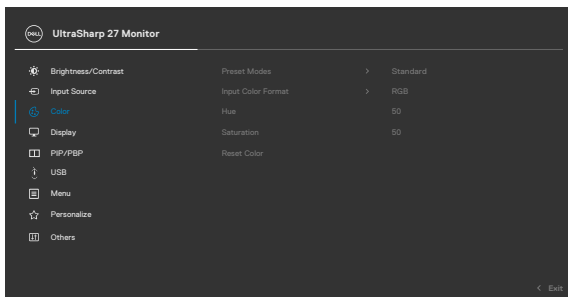 DELL UltraSharp 27 Monitor
Brightness/Contrast Preset Modes > Standard
Input Source Input Color Format > RGB
Color Hue 50
Display Saturation 50
PIP/PBP Reset Color
USB
Menu
Personalize
Others
< Exit